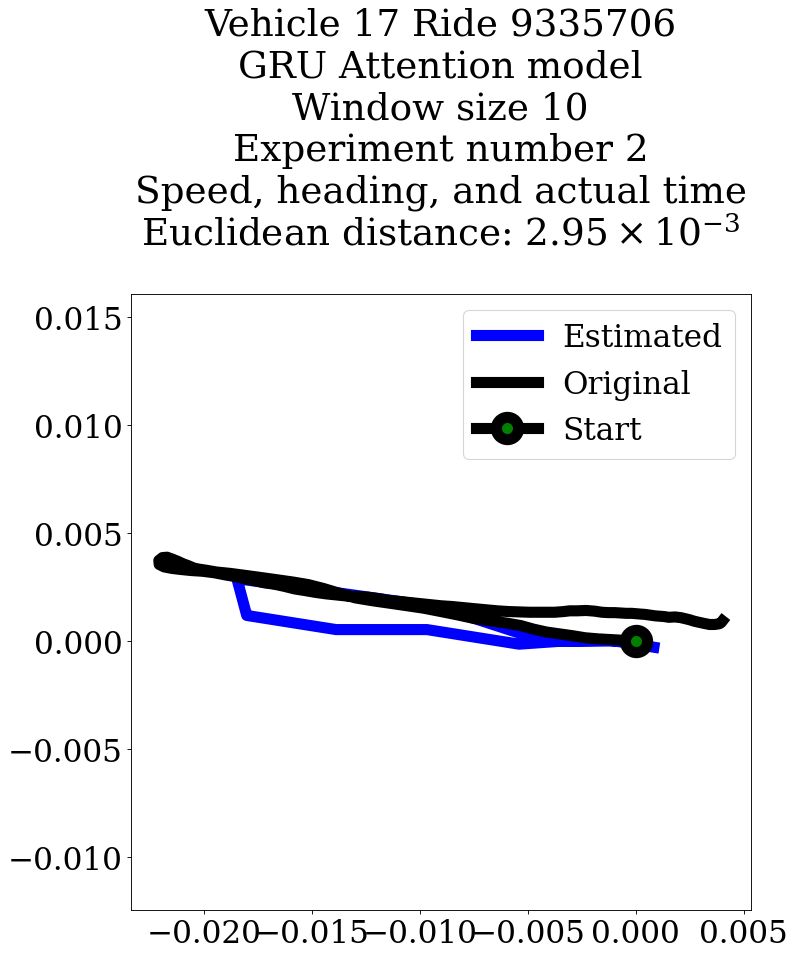 Vehicle 17 Ride 9335706
GRU Attention model
Window size 10
Experiment number 2
Speed, heading, and actual time
Euclidean distance: 2.95 × 10⁻³
Estimated
Original
Start
0.015
0.010
0.005
0.000
−0.005
−0.010
−0.020 −0.015 −0.010 −0.005 0.000 0.005